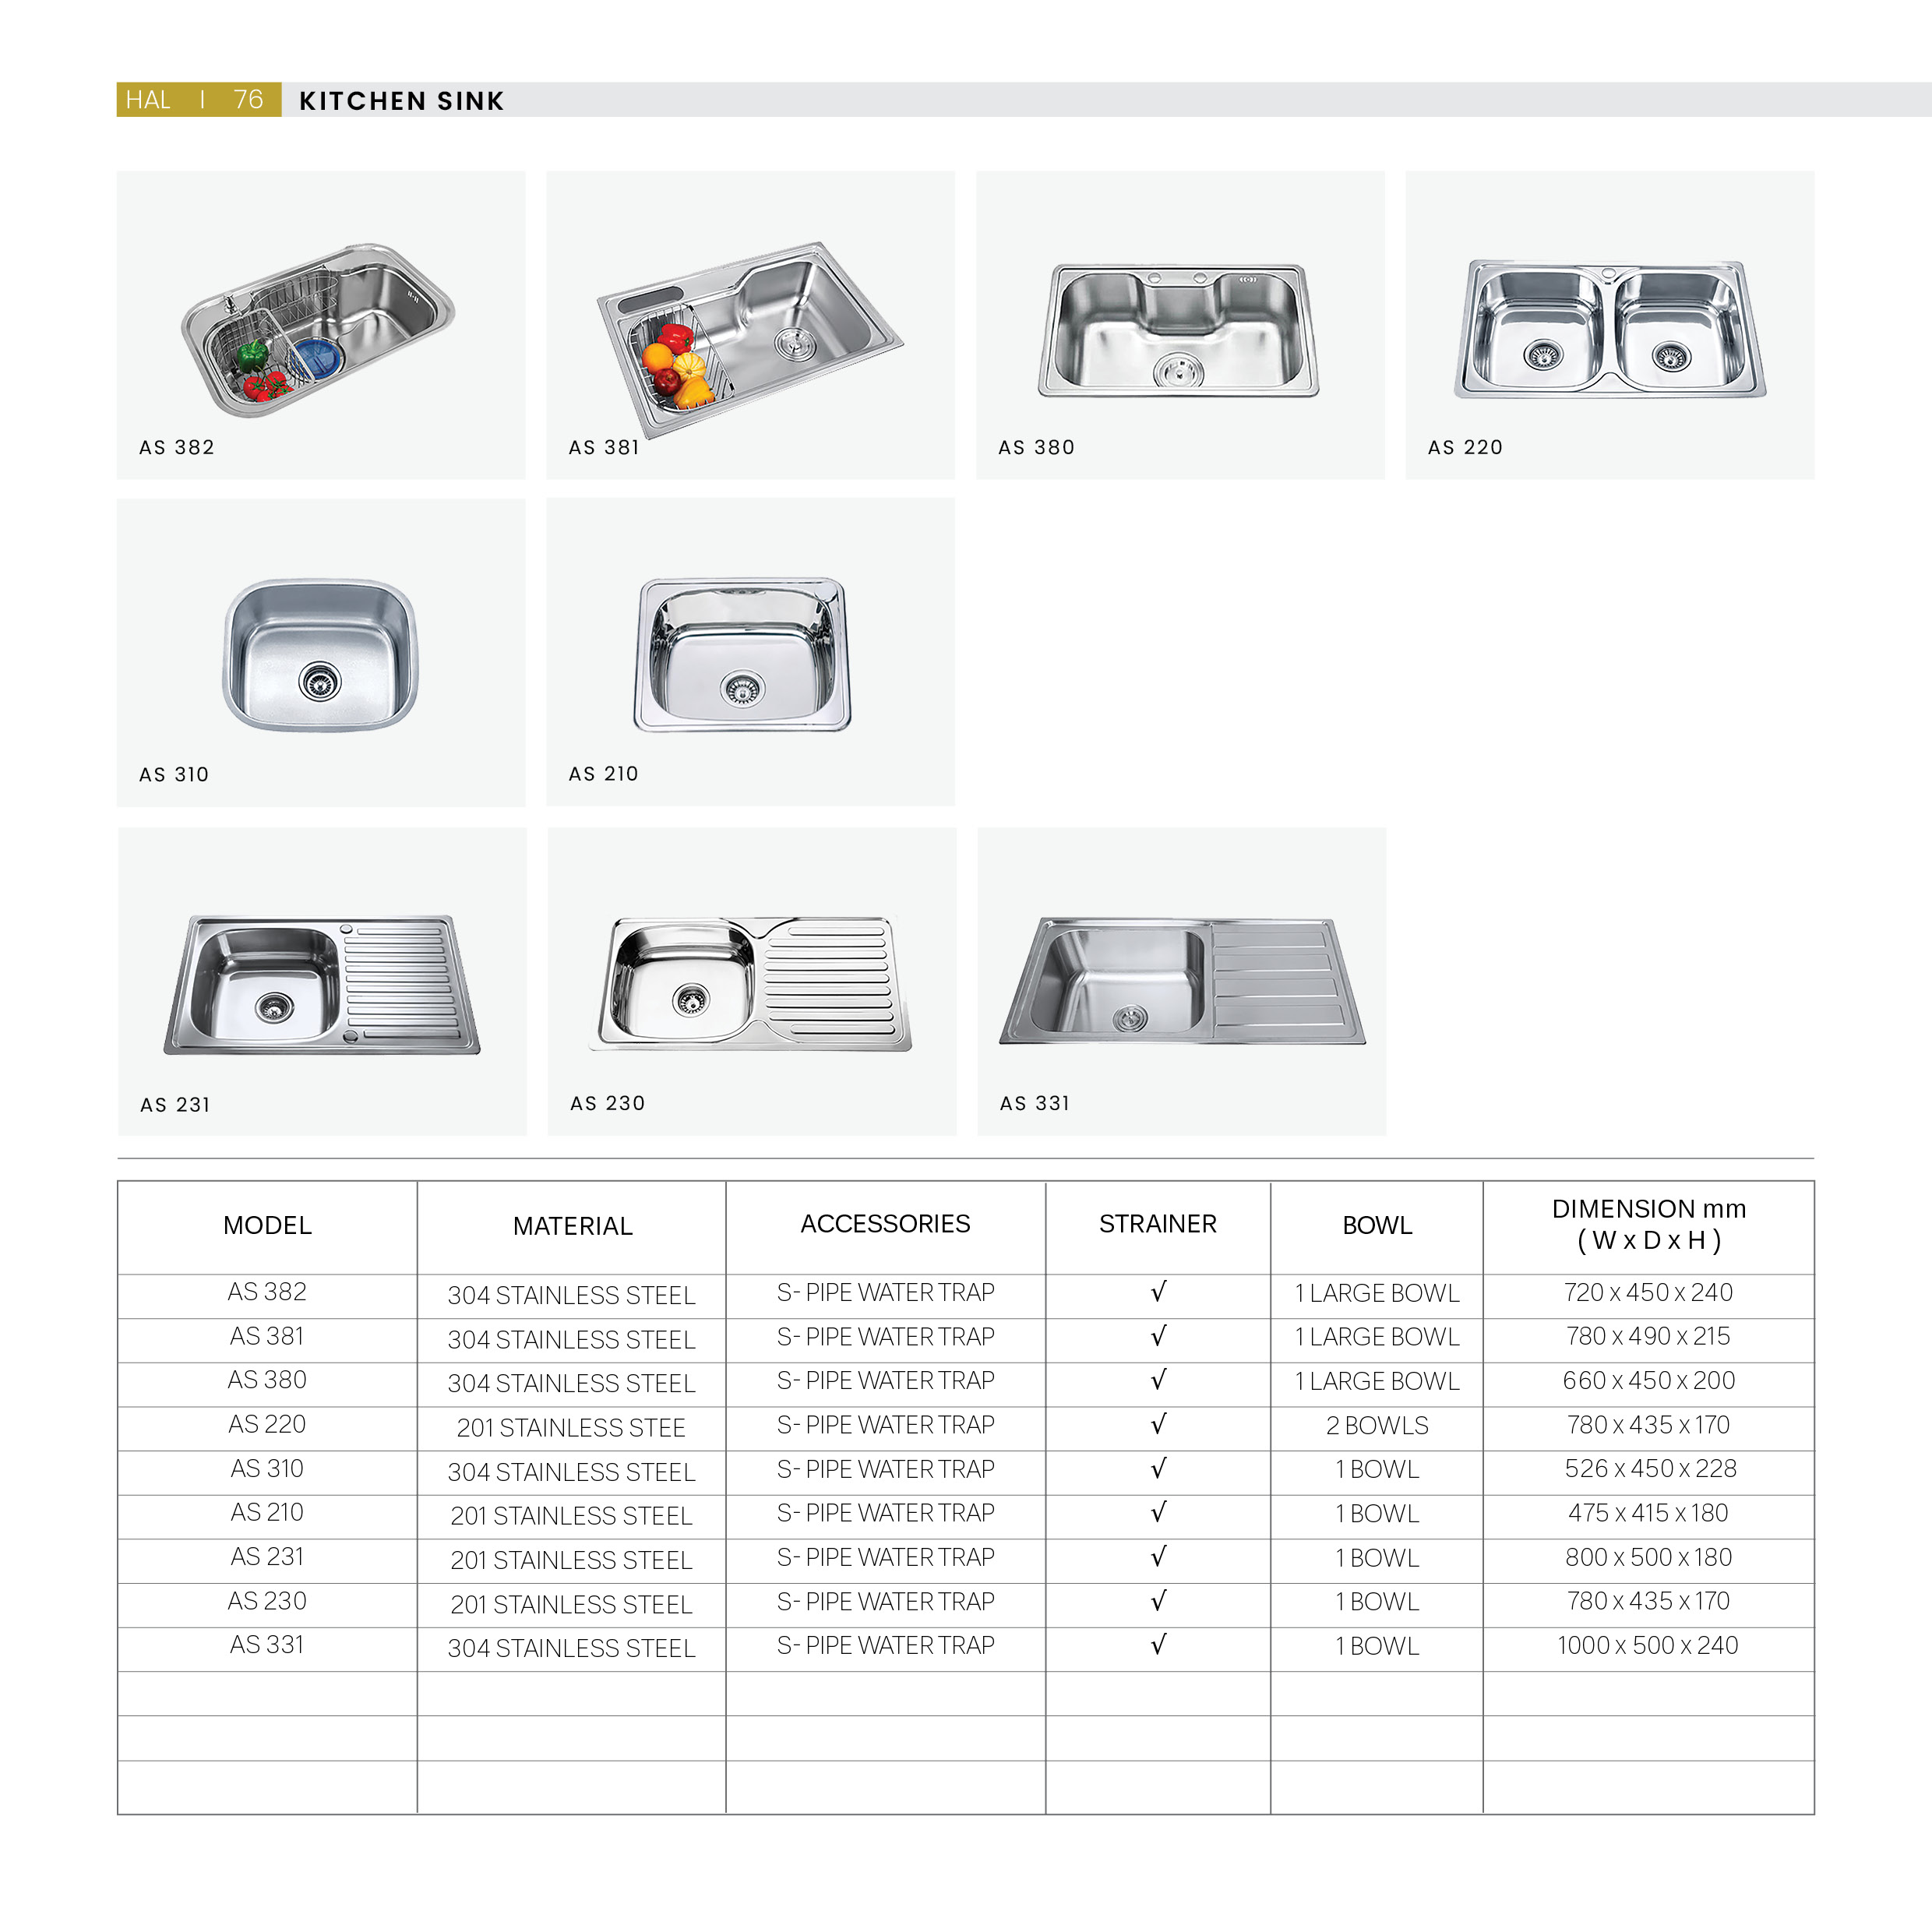 HAL | 76 KITCHEN SINK
AS 382 AS 381 AS 380 AS 220
AS 310 AS 210
AS 231 AS 230 AS 331
MODEL MATERIAL ACCESSORIES STRAINER BOWL DIMENSION mm
( W x D x H )
AS 382 304 STAINLESS STEEL S- PIPE WATER TRAP √ 1 LARGE BOWL 720 x 450 x 240
AS 381 304 STAINLESS STEEL S- PIPE WATER TRAP √ 1 LARGE BOWL 780 x 490 x 215
AS 380 304 STAINLESS STEEL S- PIPE WATER TRAP √ 1 LARGE BOWL 660 x 450 x 200
AS 220 201 STAINLESS STEE S- PIPE WATER TRAP √ 2 BOWLS 780 x 435 x 170
AS 310 304 STAINLESS STEEL S- PIPE WATER TRAP √ 1 BOWL 526 x 450 x 228
AS 210 201 STAINLESS STEEL S- PIPE WATER TRAP √ 1 BOWL 475 x 415 x 180
AS 231 201 STAINLESS STEEL S- PIPE WATER TRAP √ 1 BOWL 800 x 500 x 180
AS 230 201 STAINLESS STEEL S- PIPE WATER TRAP √ 1 BOWL 780 x 435 x 170
AS 331 304 STAINLESS STEEL S- PIPE WATER TRAP √ 1 BOWL 1000 x 500 x 240